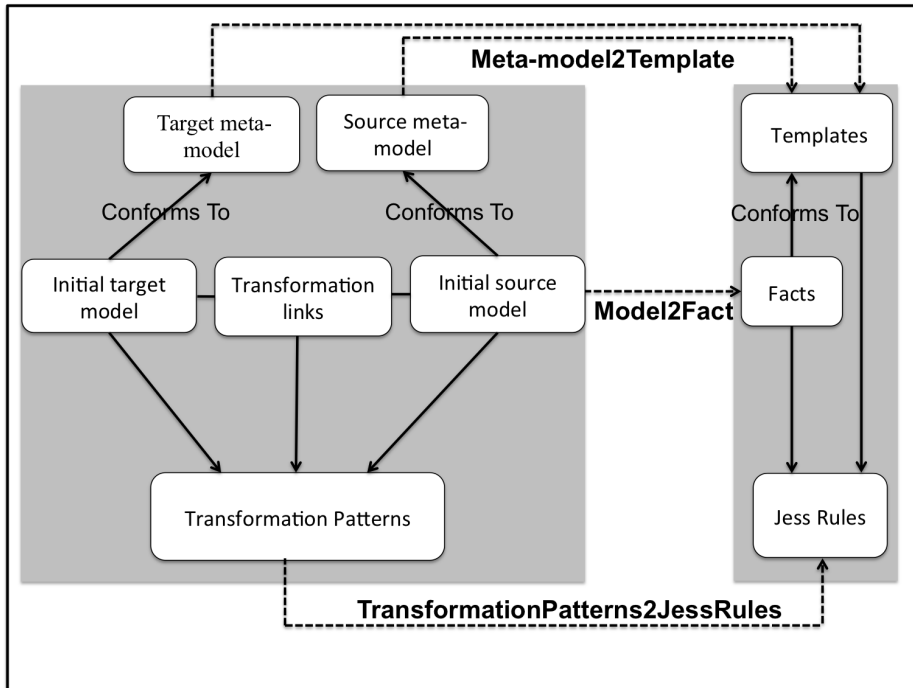 Meta-model2Template
Target meta-
model
Source meta-
model
Templates
Conforms To
Conforms To
Conforms To
Initial target
model
Transformation
links
Initial source
model
Facts
Model2Fact
Transformation Patterns
Jess Rules
TransformationPatterns2JessRules